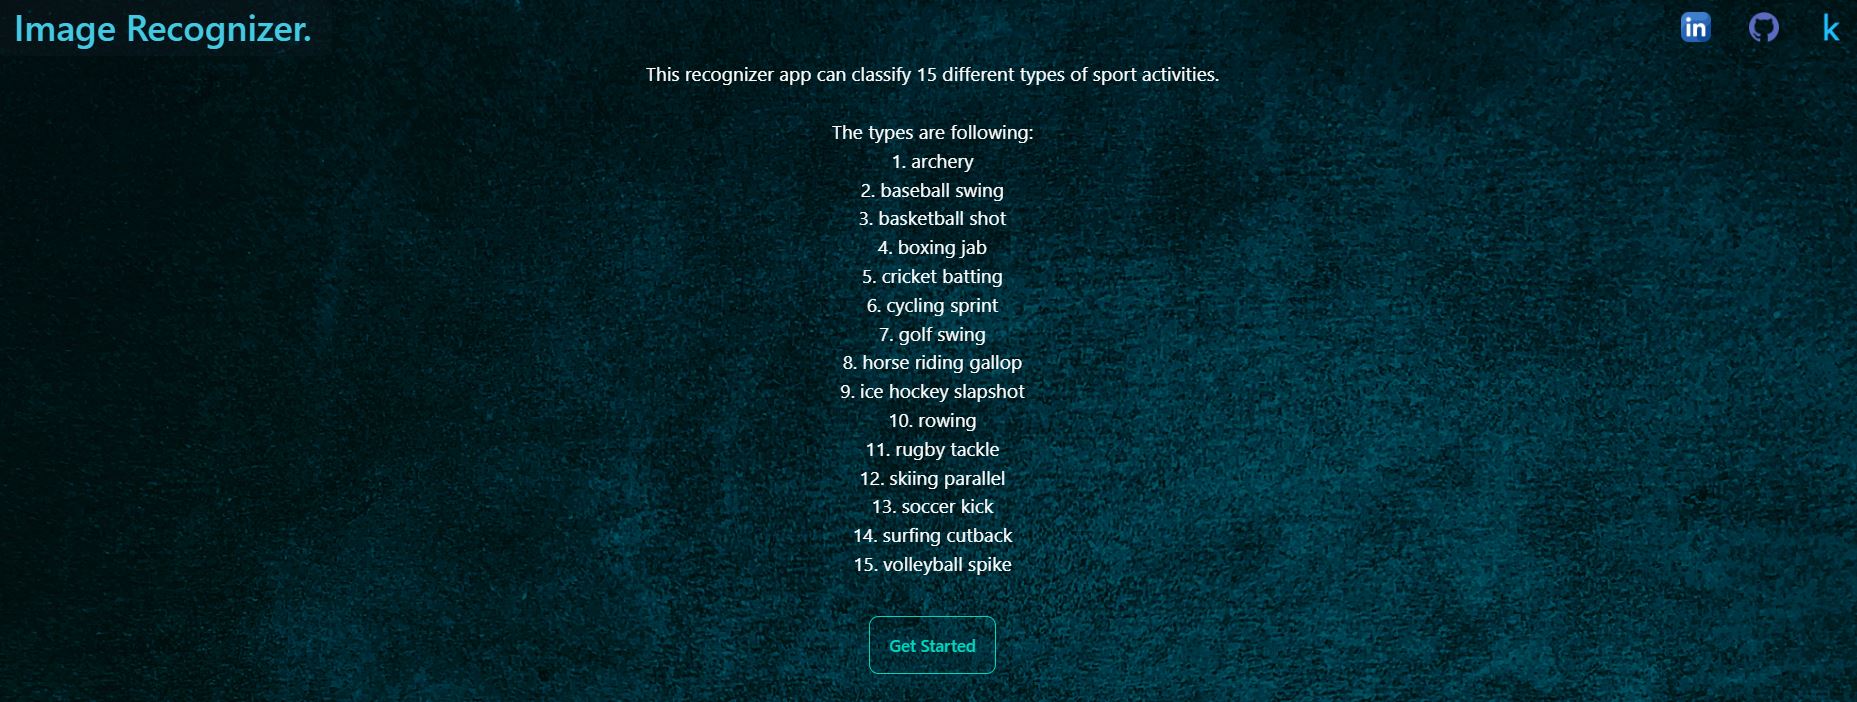 Image Recognizer.
in
k
This recognizer app can classify 15 different types of sport activities.
The types are following:
1. archery
2. baseball swing
3. basketball shot
4. boxing jab
5. cricket batting
6. cycling sprint
7. golf swing
8. horse riding gallop
9. ice hockey slapshot
10. rowing
11. rugby tackle
12. skiing parallel
13. soccer kick
14. surfing cutback
15. volleyball spike
Get Started